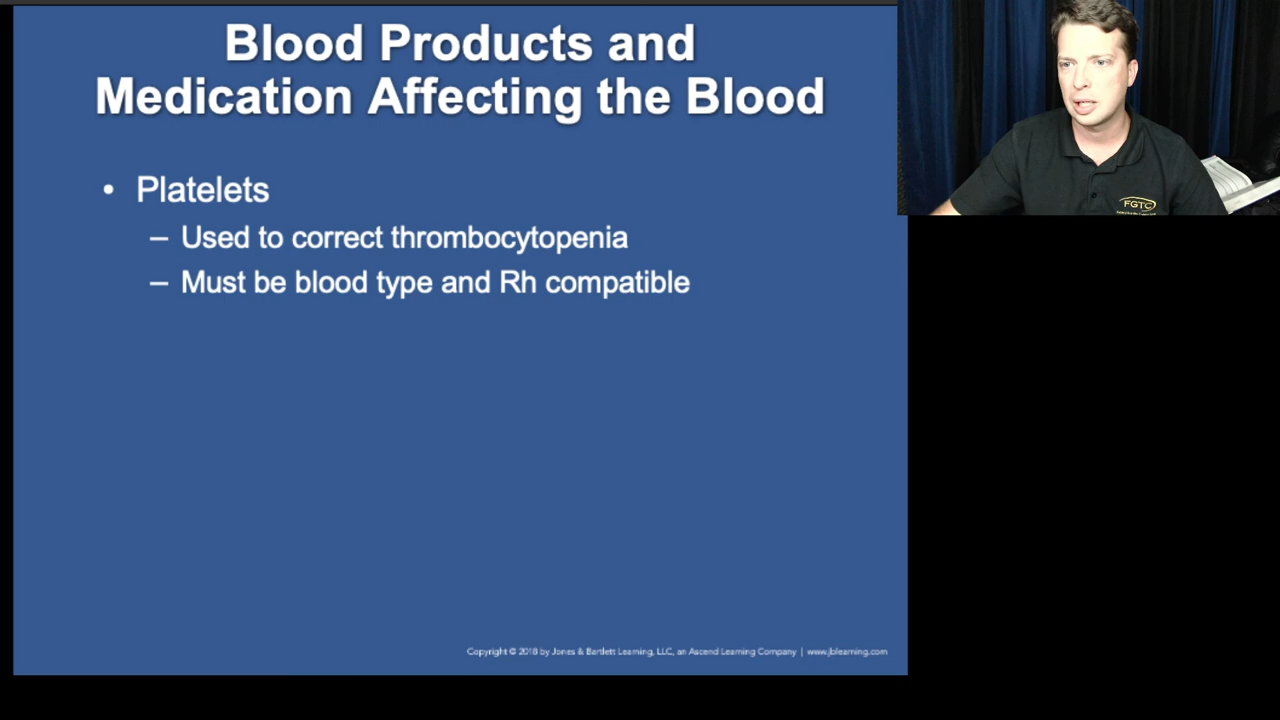 Blood Products and
Medication Affecting the Blood
• Platelets
– Used to correct thrombocytopenia
– Must be blood type and Rh compatible
Copyright © 2018 by Jones & Bartlett Learning, LLC, an Ascend Learning Company | www.jblearning.com
FGTC